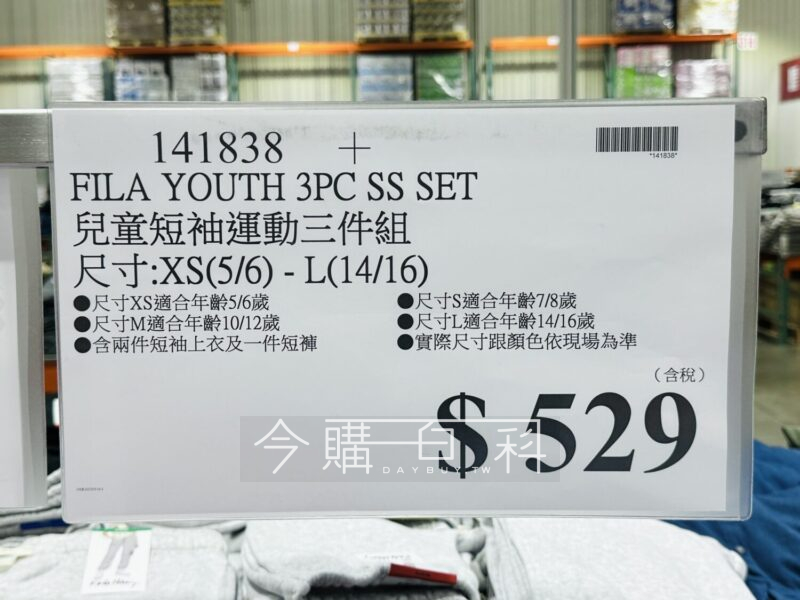 141838 +
*141838*
FILA YOUTH 3PC SS SET
兒童短袖運動三件組
尺寸:XS(5/6) - L(14/16)
●尺寸XS適合年齡5/6歲
●尺寸S適合年齡7/8歲
●尺寸M適合年齡10/12歲
●尺寸L適合年齡14/16歲
●含兩件短袖上衣及一件短褲
●實際尺寸跟顏色依現場為準
(含稅)
$ 529
今購百科
DAYBUY.TW